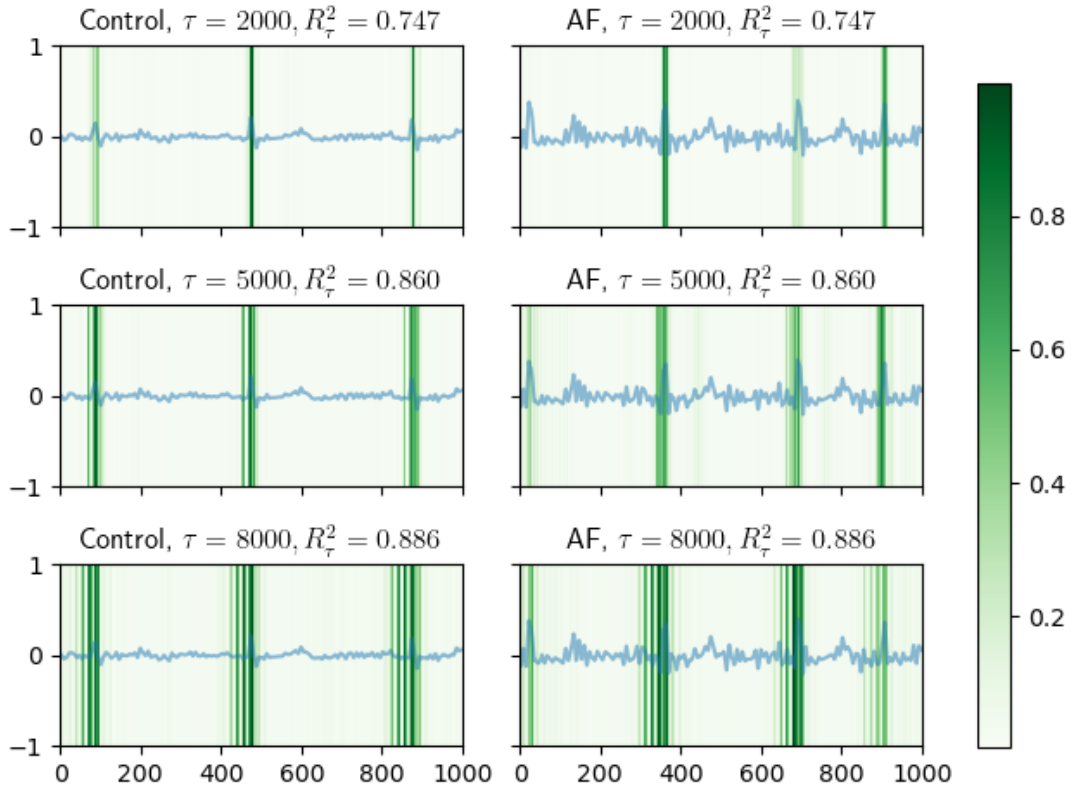 Control, τ = 2000, R²_τ = 0.747
AF, τ = 2000, R²_τ = 0.747
1
0
−1
0.8
Control, τ = 5000, R²_τ = 0.860
AF, τ = 5000, R²_τ = 0.860
1
0
−1
0.6
0.4
Control, τ = 8000, R²_τ = 0.886
AF, τ = 8000, R²_τ = 0.886
1
0
−1
0.2
0 200 400 600 800 1000
0 200 400 600 800 1000